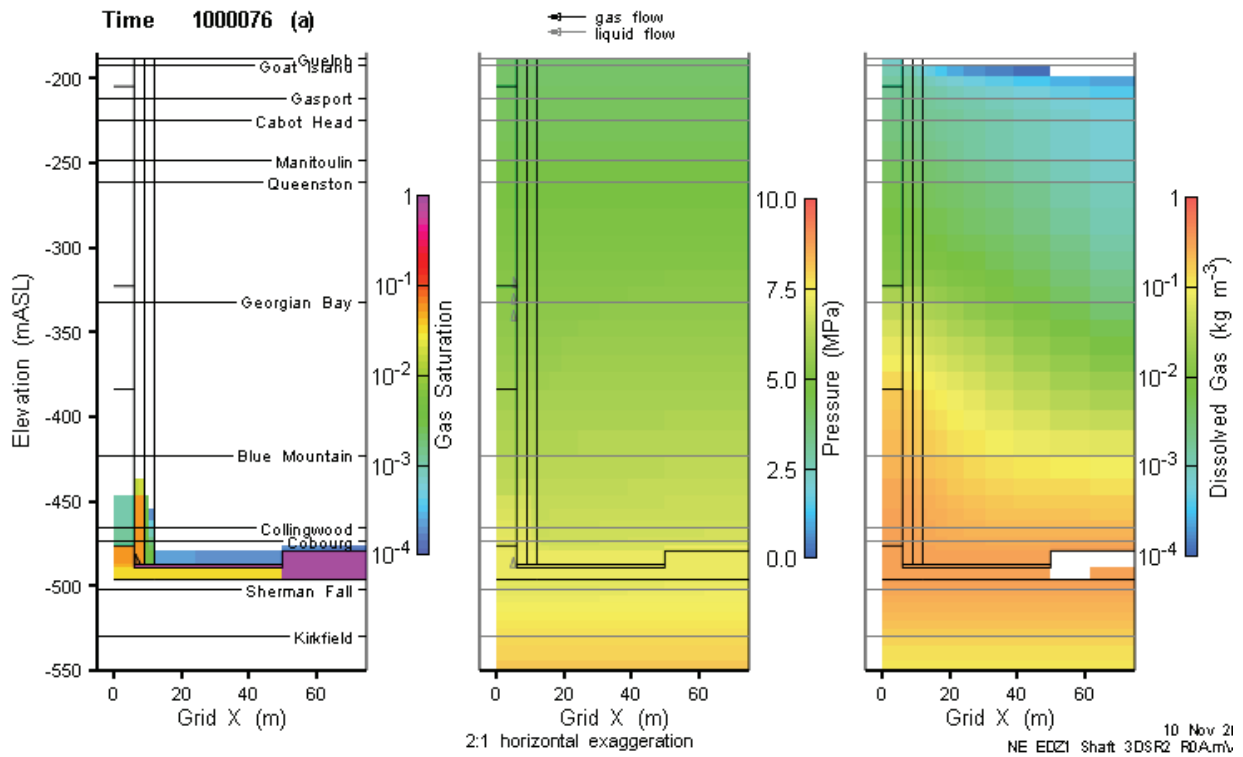 Time 1000076 (a)
gas flow
liquid flow
Guelph
Goat Island
Gasport
Cabot Head
Manitoulin
Queenston
Georgian Bay
Blue Mountain
Collingwood
Cobourg
Sherman Fall
Kirkfield
-200
-250
-300
-350
-400
-450
-500
-550
Elevation (mASL)
0 20 40 60
Grid X (m)
1
10-1
10-2
10-3
10-4
Gas Saturation
0 20 40 60
Grid X (m)
2:1 horizontal exaggeration
10.0
7.5
5.0
2.5
0.0
Pressure (MPa)
0 20 40 60
Grid X (m)
1
10-1
10-2
10-3
10-4
Dissolved Gas (kg m-3)
10 Nov
NE EDZ1 Shaft 3DSR2